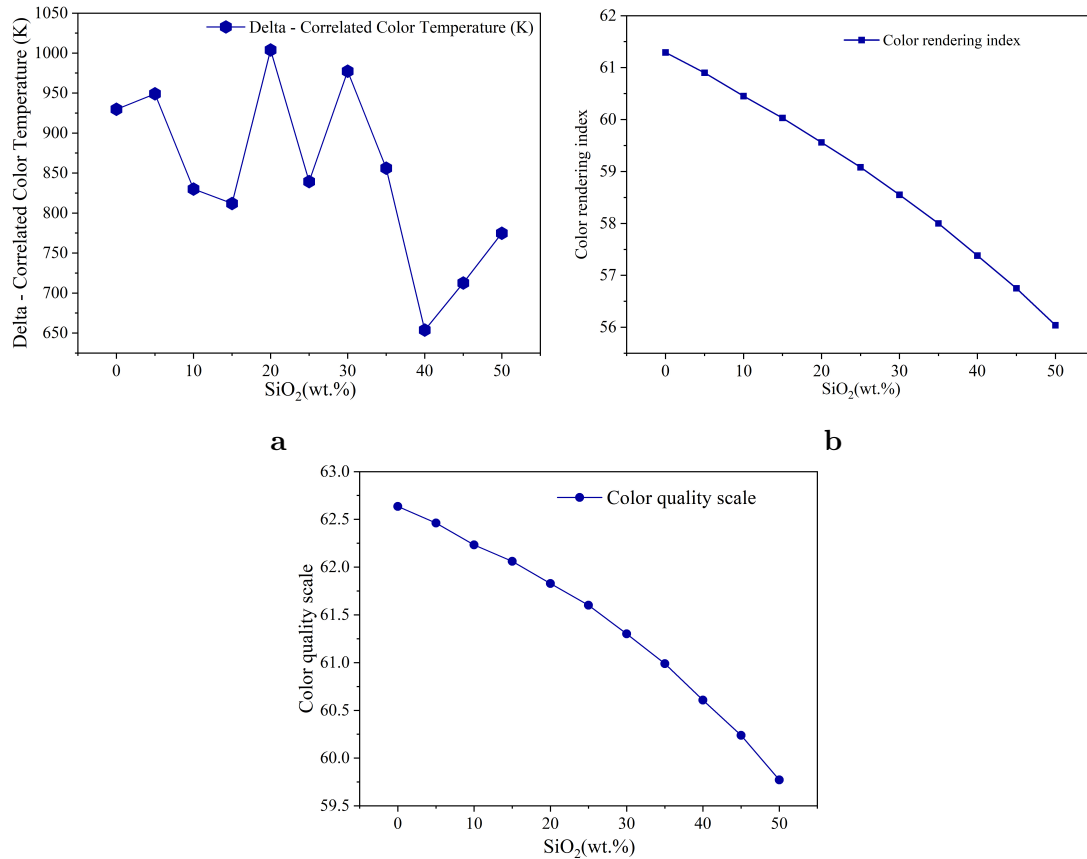 Delta - Correlated Color Temperature (K)
Delta - Correlated Color Temperature (K)
1050
1000
950
900
850
800
750
700
650
0 10 20 30 40 50
SiO₂(wt.%)
a
Color rendering index
Color rendering index
62
61
60
59
58
57
56
0 10 20 30 40 50
SiO₂(wt.%)
b
Color quality scale
Color quality scale
63.0
62.5
62.0
61.5
61.0
60.5
60.0
59.5
0 10 20 30 40 50
SiO₂(wt.%)